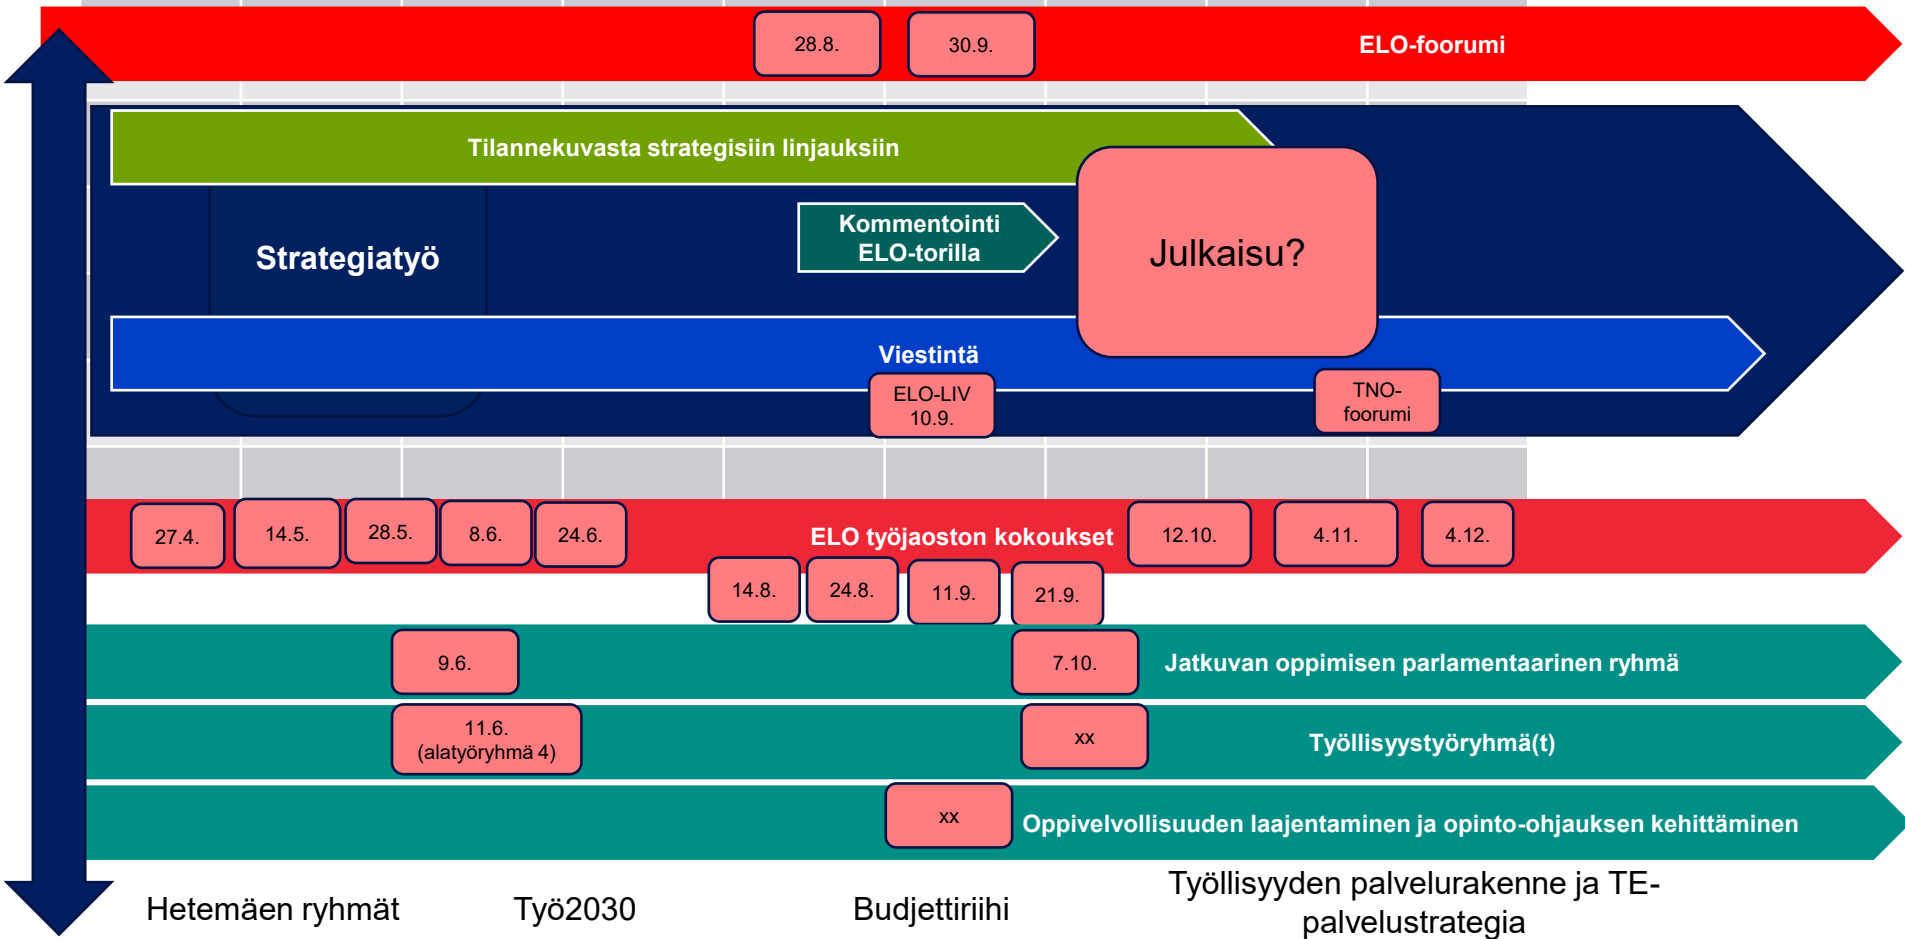 28.8.
30.9.
ELO-foorumi
Tilannekuvasta strategisiin linjauksiin
Kommentointi
ELO-torilla
Strategiatyö
Julkaisu?
Viestintä
ELO-LIV
10.9.
TNO-
foorumi
27.4.
14.5.
28.5.
8.6.
24.6.
ELO työjaoston kokoukset
12.10.
4.11.
4.12.
14.8.
24.8.
11.9.
21.9.
9.6.
7.10.
Jatkuvan oppimisen parlamentaarinen ryhmä
11.6.
(alatyöryhmä 4)
xx
Työllisyystyöryhmä(t)
xx
Oppivelvollisuuden laajentaminen ja opinto-ohjauksen kehittäminen
Hetemäen ryhmät
Työ2030
Budjettiriihi
Työllisyyden palvelurakenne ja TE-
palvelustrategia